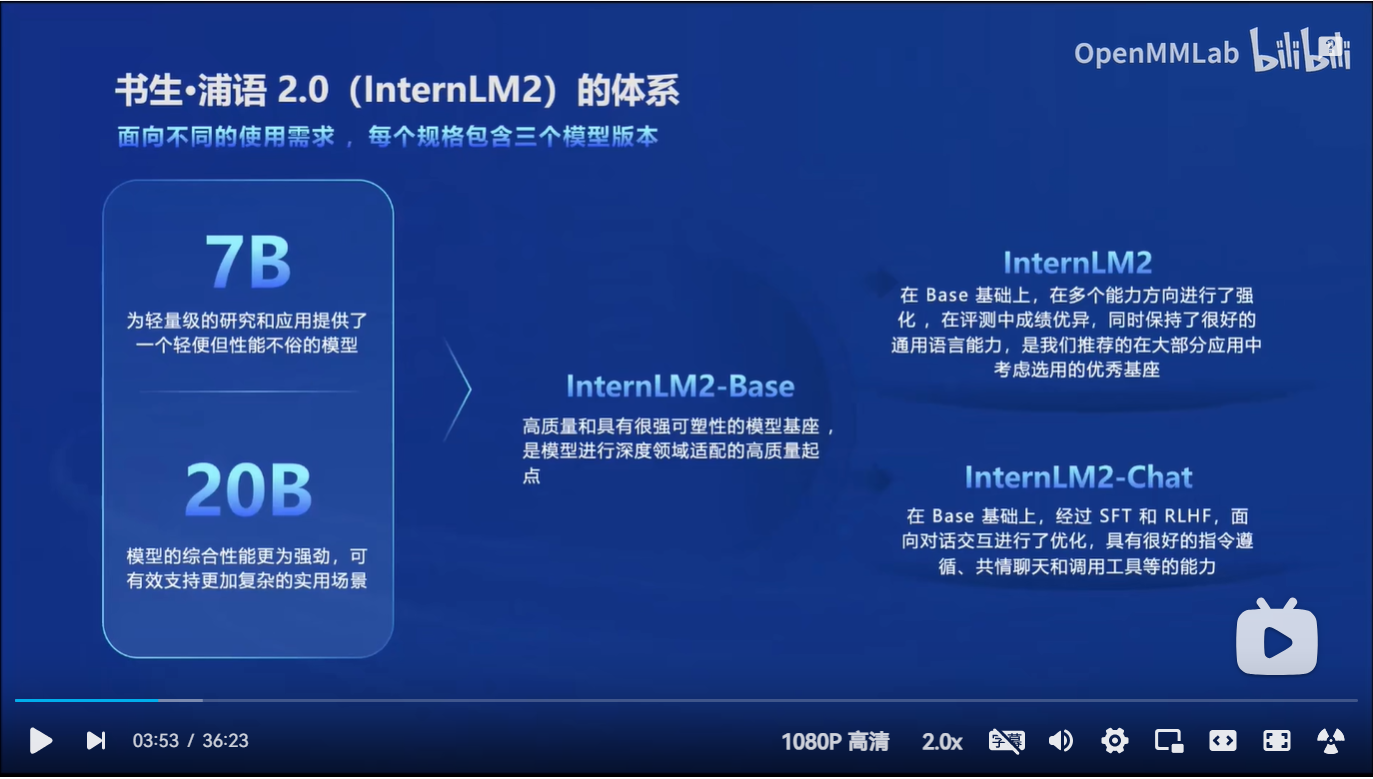 OpenMMLab bilibili
书生·浦语 2.0（InternLM2）的体系
面向不同的使用需求 ，每个规格包含三个模型版本
7B
为轻量级的研究和应用提供了
一个轻便但性能不俗的模型
20B
模型的综合性能更为强劲，可
有效支持更加复杂的实用场景
InternLM2-Base
高质量和具有很强可塑性的模型基座 ，
是模型进行深度领域适配的高质量起
点
InternLM2
在 Base 基础上，在多个能力方向进行了强
化 ，在评测中成绩优异，同时保持了很好的
通用语言能力，是我们推荐的在大部分应用中
考虑选用的优秀基座
InternLM2-Chat
在 Base 基础上，经过 SFT 和 RLHF，面
向对话交互进行了优化，具有很好的指令遵
循、共情聊天和调用工具等的能力
03:53 / 36:23
1080P 高清
2.0x
字幕